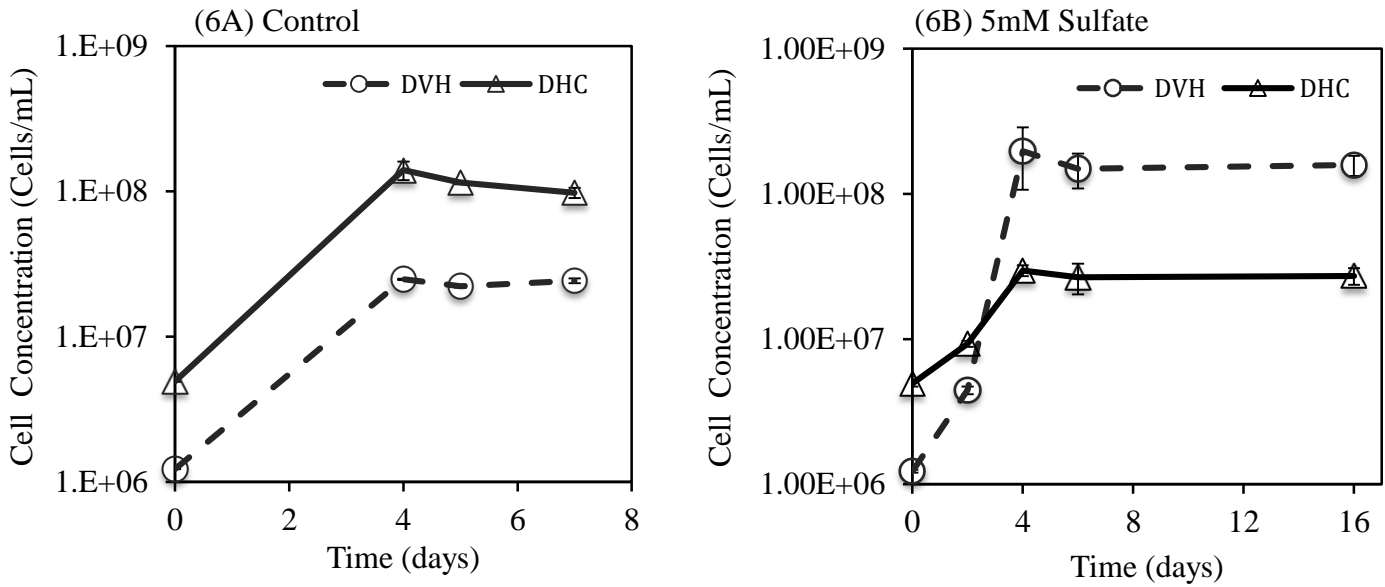 (6A) Control
1.E+09
DVH DHC
1.E+08
1.E+07
1.E+06
0 2 4 6 8
Time (days)
Cell Concentration (Cells/mL)
(6B) 5mM Sulfate
1.00E+09
DVH DHC
1.00E+08
1.00E+07
1.00E+06
0 4 8 12 16
Time (days)
Cell Concentration (Cells/mL)